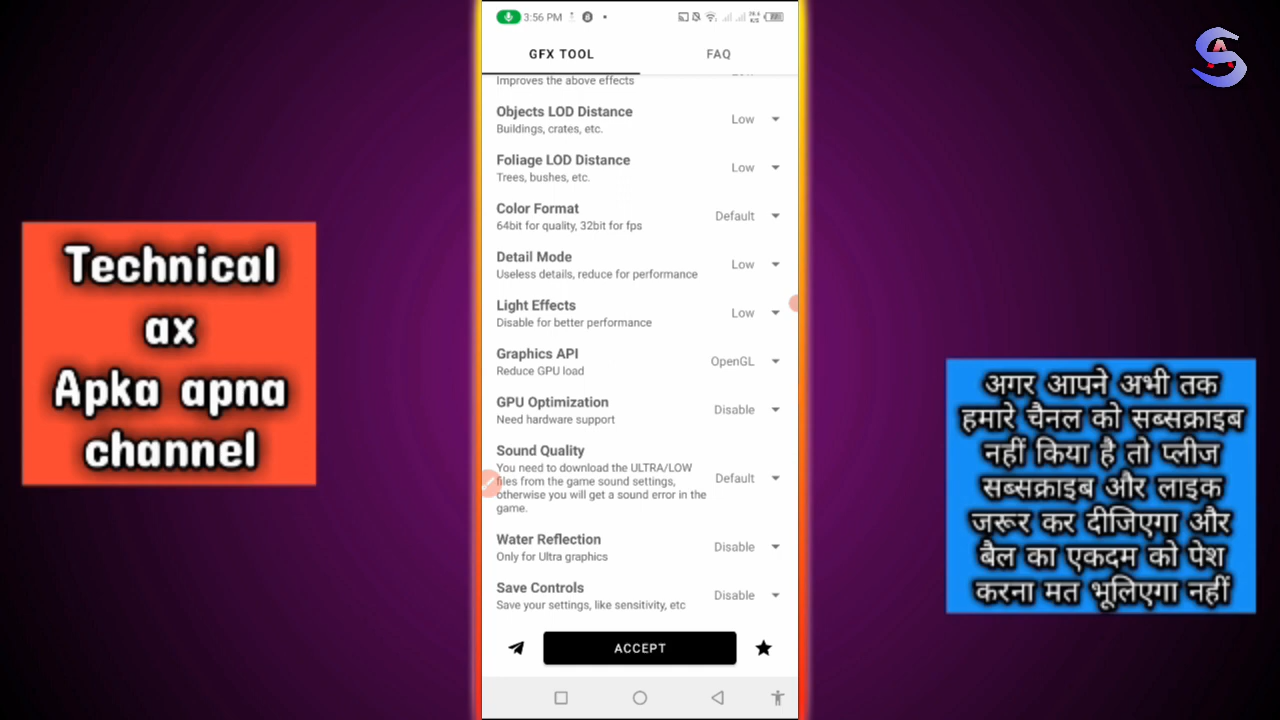 3:56 PM
GFX TOOL
FAQ
Improves the above effects
Objects LOD Distance
Buildings, crates, etc.
Low
Foliage LOD Distance
Trees, bushes, etc.
Low
Color Format
64bit for quality, 32bit for fps
Default
Detail Mode
Useless details, reduce for performance
Low
Light Effects
Disable for better performance
Low
Graphics API
Reduce GPU load
OpenGL
GPU Optimization
Need hardware support
Disable
Sound Quality
You need to download the ULTRA/LOW
files from the game sound settings,
otherwise you will get a sound error in the
game.
Default
Water Reflection
Only for Ultra graphics
Disable
Save Controls
Save your settings, like sensitivity, etc
Disable
ACCEPT
Technical
ax
Apka apna
channel
अगर आपने अभी तक
हमारे चैनल को सब्सक्राइब
नहीं किया है तो प्लीज
सब्सक्राइब और लाइक
जरूर कर दीजिएगा और
बैल का एकदम को पेश
करना मत भूलिएगा नहीं